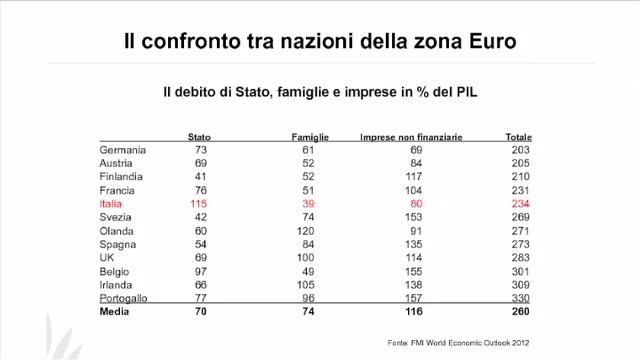 Il confronto tra nazioni della zona Euro
Il debito di Stato, famiglie e imprese in % del PIL
Stato Famiglie Imprese non finanziarie Totale
Germania 73 61 69 203
Austria 69 52 84 205
Finlandia 41 52 117 210
Francia 76 51 104 231
Italia 115 39 80 234
Svezia 42 74 153 269
Olanda 60 120 91 271
Spagna 54 84 135 273
UK 69 100 114 283
Belgio 97 49 155 301
Irlanda 66 105 138 309
Portogallo 77 96 157 330
Media 70 74 116 260
Fonte: FMI World Economic Outlook 2012